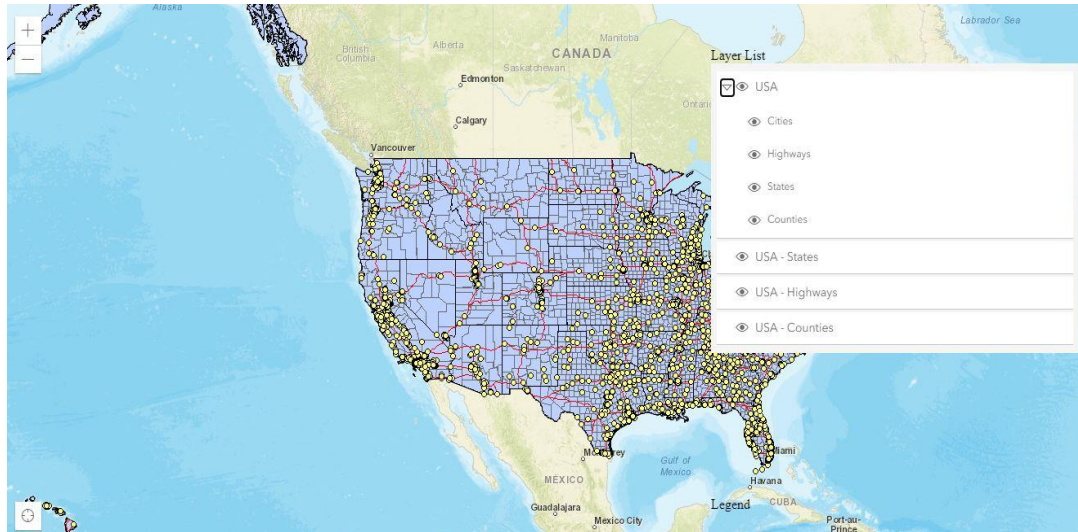 Alaska
Labrador Sea
British
Columbia
Alberta
Manitoba
CANADA
Saskatchewan
Edmonton
Calgary
Vancouver
Layer List
USA
Cities
Highways
States
Counties
USA - States
USA - Highways
USA - Counties
Gulf of
Mexico
Miami
Havana
MÉXICO
CUBA
Legend
Guadalajara
Mexico City
Port-au-
Prince